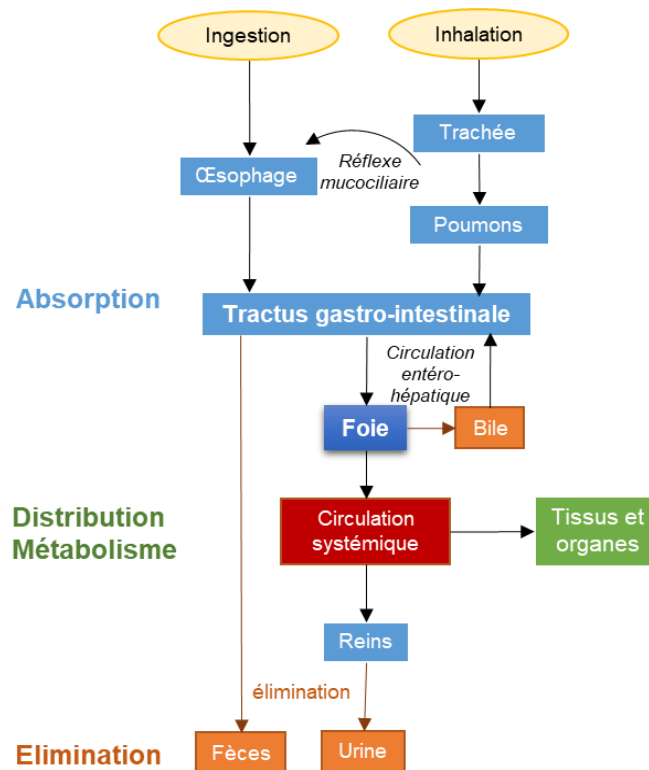 Ingestion
Inhalation
Trachée
Réflexe
mucociliaire
Œsophage
Poumons
Absorption
Tractus gastro-intestinale
Circulation
entéro-
hépatique
Foie
Bile
Distribution
Métabolisme
Circulation
systémique
Tissus et
organes
Reins
élimination
Elimination
Fèces
Urine